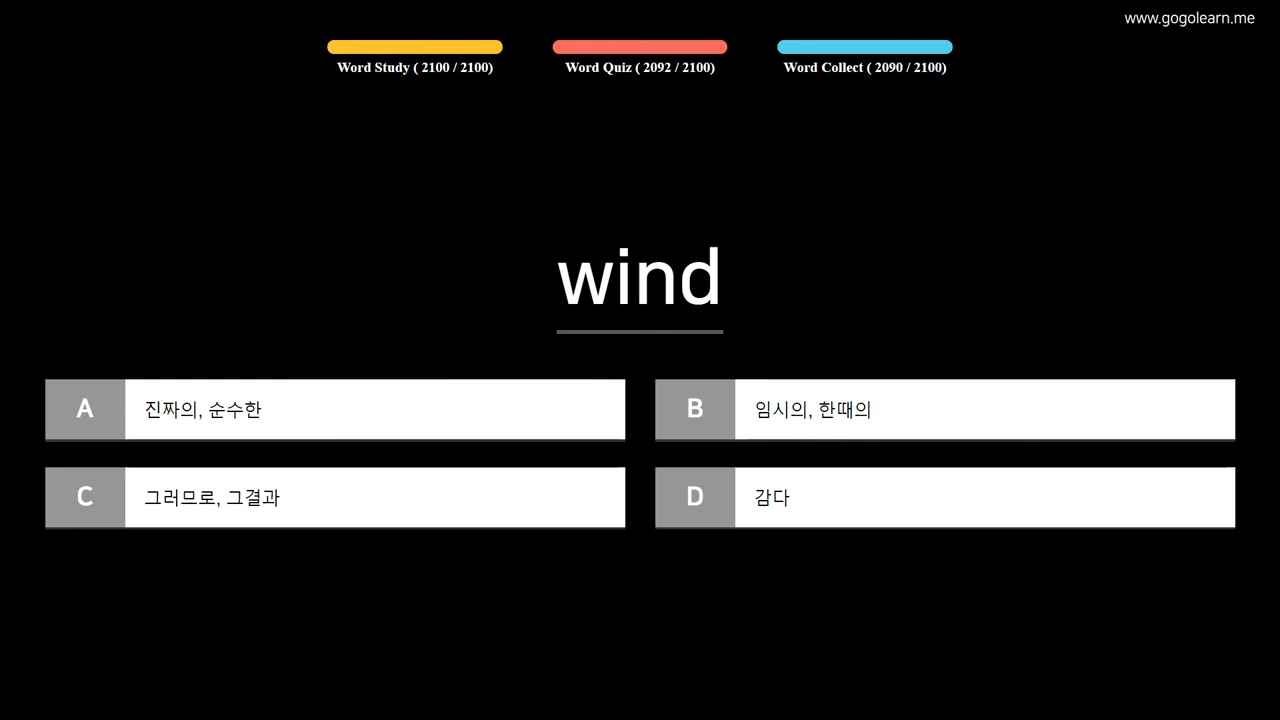 www.gogolearn.me
Word Study ( 2100 / 2100)
Word Quiz ( 2092 / 2100)
Word Collect ( 2090 / 2100)
wind
A 진짜의, 순수한
B 임시의, 한때의
C 그러므로, 그결과
D 감다